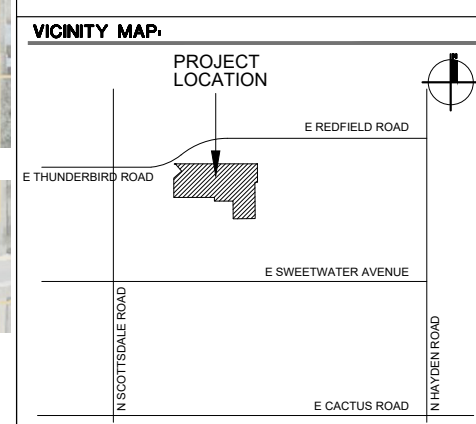 VICINITY MAP:
PROJECT
LOCATION
E REDFIELD ROAD
E THUNDERBIRD ROAD
E SWEETWATER AVENUE
N SCOTTSDALE ROAD
N HAYDEN ROAD
E CACTUS ROAD